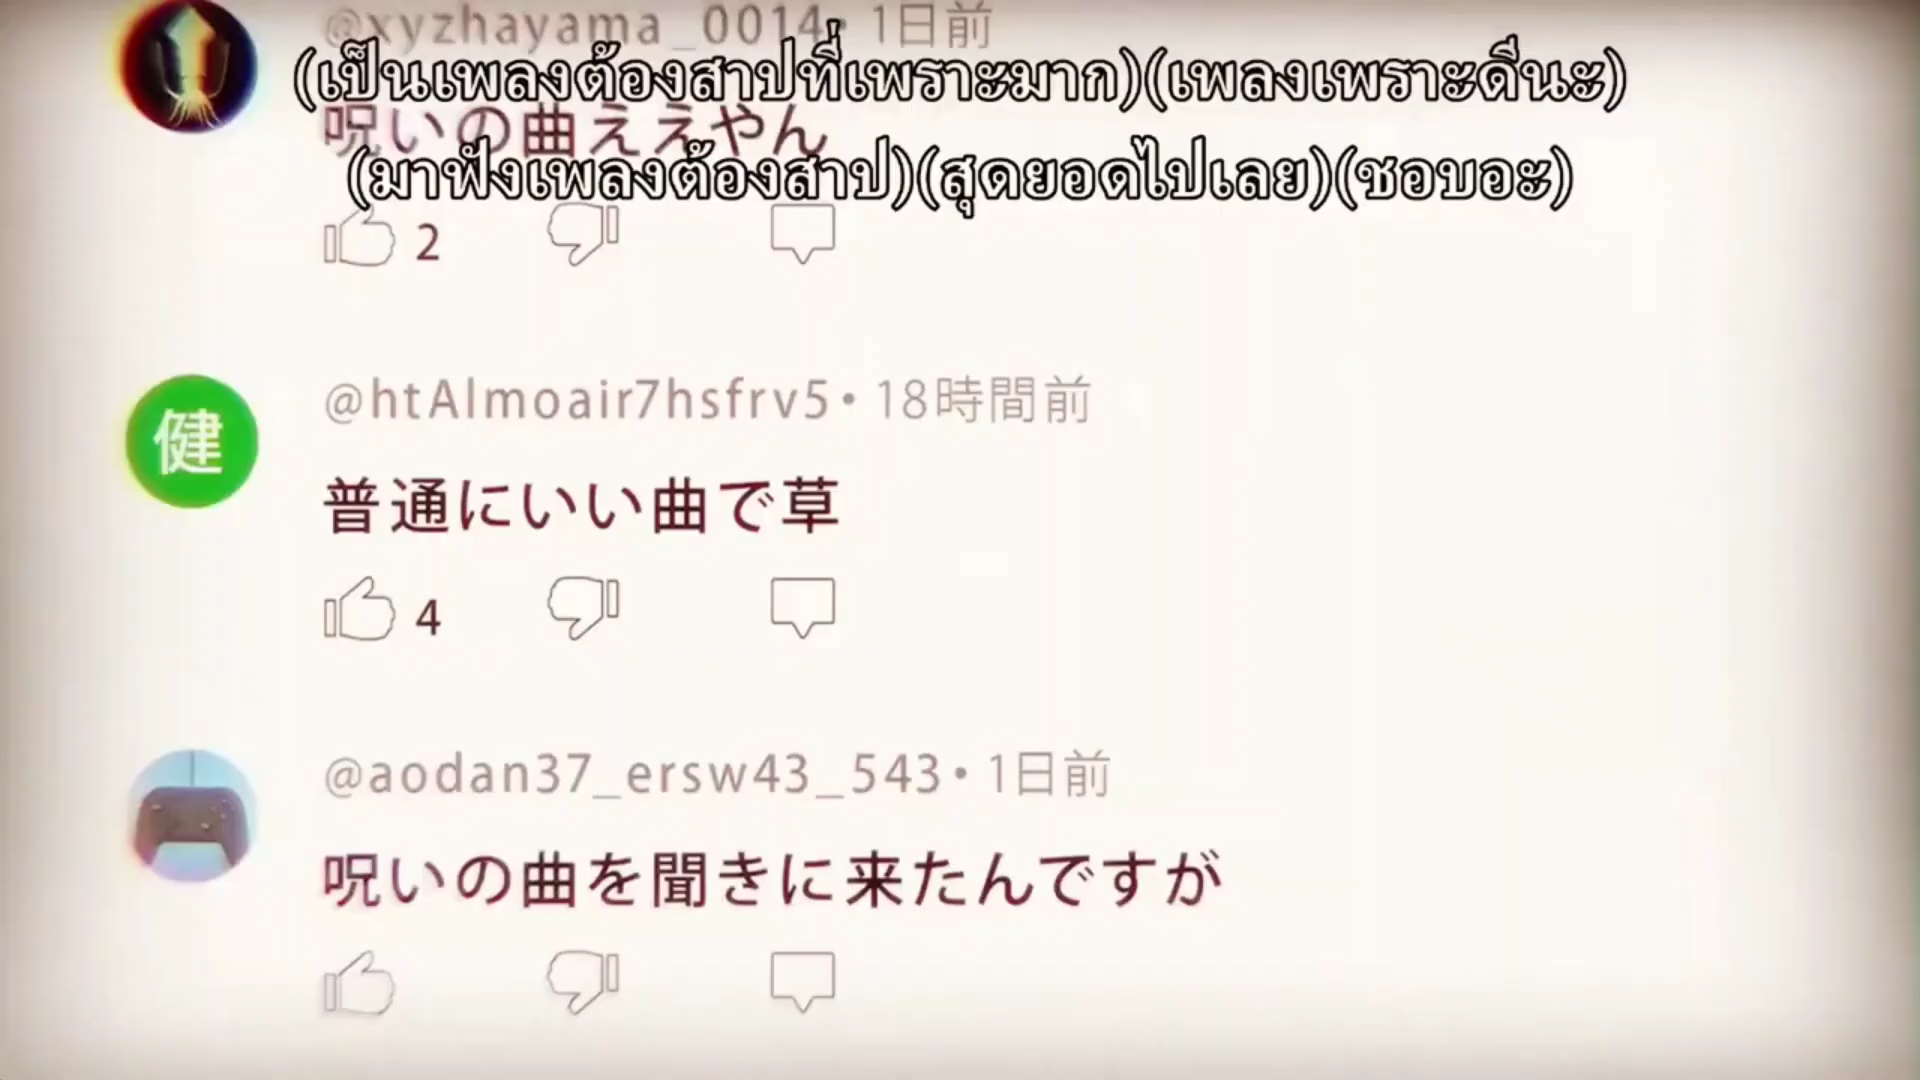 @xyzhayama_0014・1日前
(เป็นเพลงต้องสาปที่เพราะมาก)(เพลงเพราะดีนะ)
呪いの曲ええやん
(มาฟังเพลงต้องสาป)(สุดยอดไปเลย)(ชอบอะ)
2
健
@htAlmoair7hsfrv5・18時間前
普通にいい曲で草
4
@aodan37_ersw43_543・1日前
呪いの曲を聞きに来たんですが